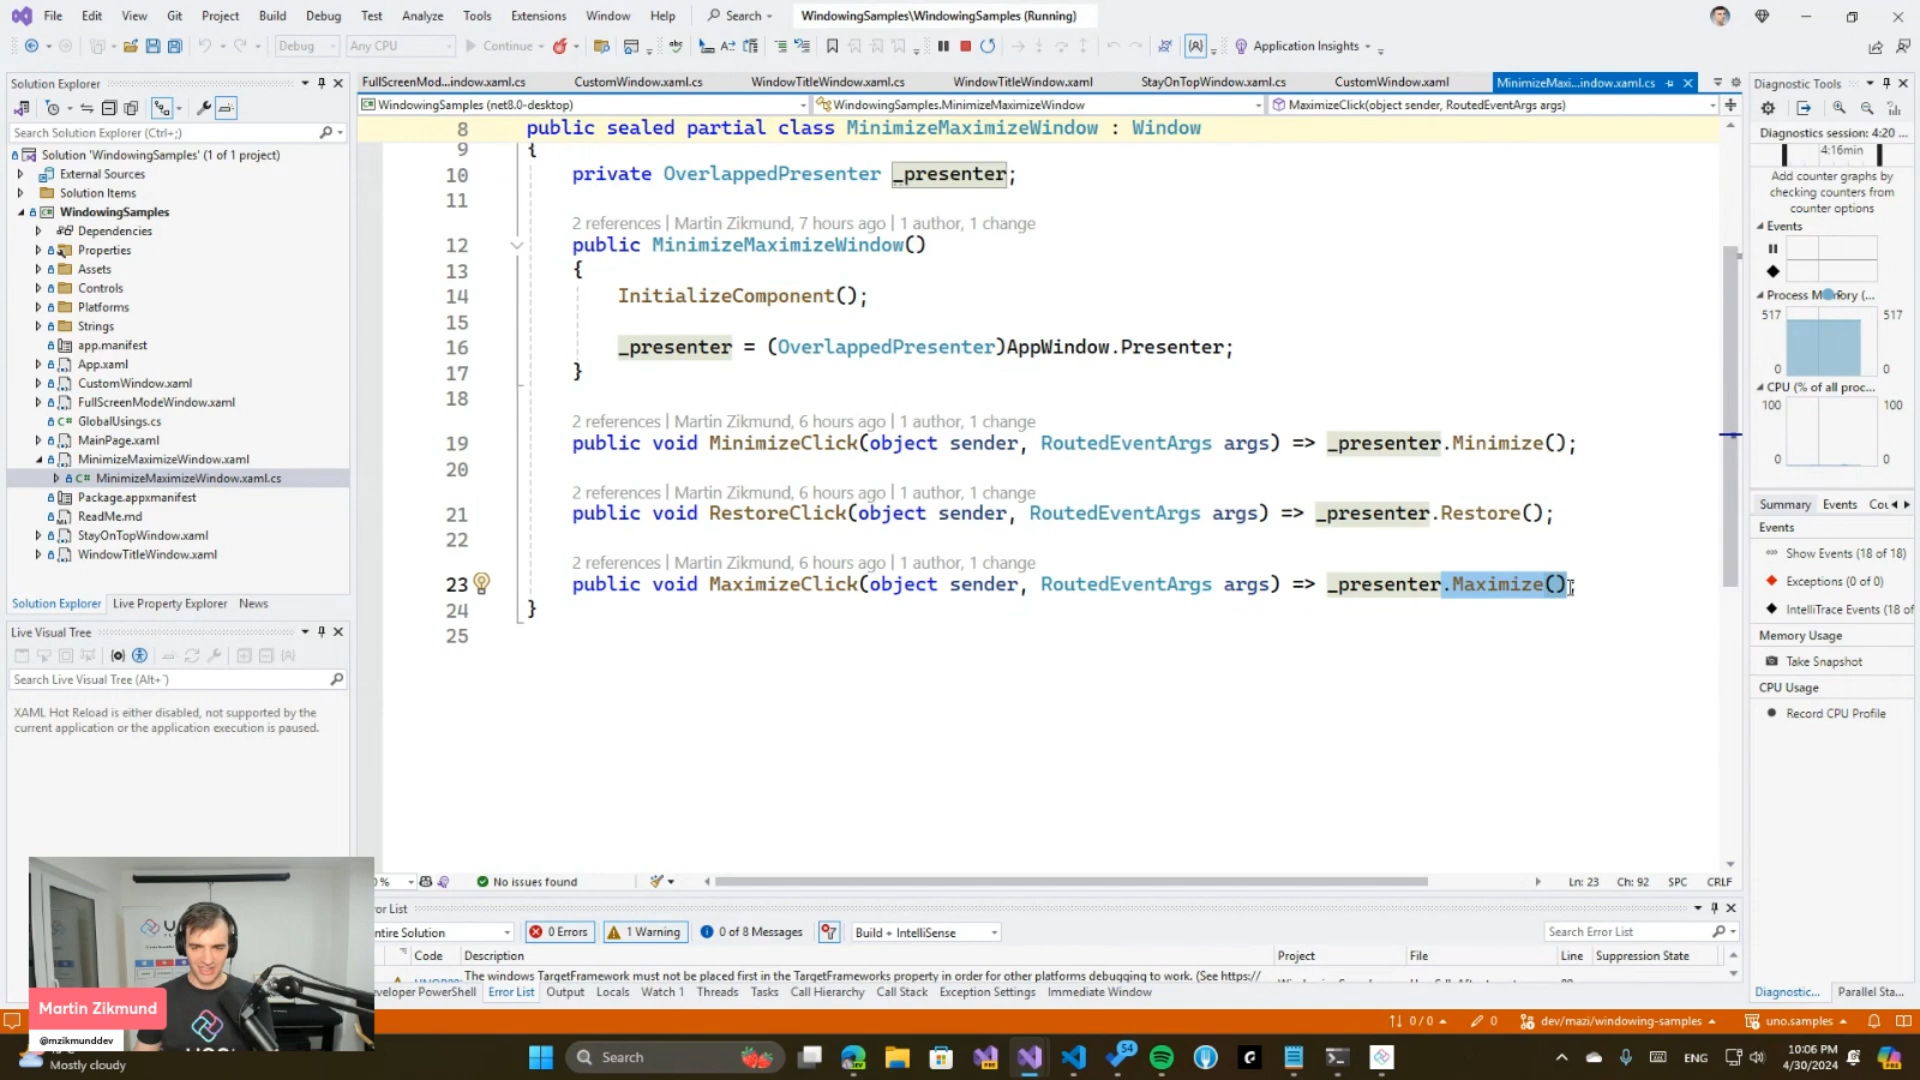 File Edit View Git Project Build Debug Test Analyze Tools Extensions Window Help Search WindowingSamples\WindowingSamples (Running)
Debug Any CPU Continue Application Insights
Solution Explorer
Search Solution Explorer (Ctrl+;)
Solution 'WindowingSamples' (1 of 1 project)
External Sources
Solution Items
WindowingSamples
Dependencies
Properties
Assets
Controls
Platforms
Strings
app.manifest
App.xaml
CustomWindow.xaml
FullScreenModeWindow.xaml
GlobalUsings.cs
MainPage.xaml
MinimizeMaximizeWindow.xaml
MinimizeMaximizeWindow.xaml.cs
Package.appxmanifest
ReadMe.md
StayOnTopWindow.xaml
WindowTitleWindow.xaml
Solution Explorer Live Property Explorer News
Live Visual Tree
Search Live Visual Tree (Alt+`)
XAML Hot Reload is either disabled, not supported by the
current application or the application execution is paused.
FullScreenMod...indow.xaml.cs CustomWindow.xaml.cs WindowTitleWindow.xaml.cs WindowTitleWindow.xaml StayOnTopWindow.xaml.cs CustomWindow.xaml MinimizeMaxi...indow.xaml.cs
WindowingSamples (net8.0-desktop) WindowingSamples.MinimizeMaximizeWindow MaximizeClick(object sender, RoutedEventArgs args)
8 public sealed partial class MinimizeMaximizeWindow : Window
9 {
10 private OverlappedPresenter _presenter;
11
2 references | Martin Zikmund, 7 hours ago | 1 author, 1 change
12 public MinimizeMaximizeWindow()
13 {
14 InitializeComponent();
15
16 _presenter = (OverlappedPresenter)AppWindow.Presenter;
17 }
18
2 references | Martin Zikmund, 6 hours ago | 1 author, 1 change
19 public void MinimizeClick(object sender, RoutedEventArgs args) => _presenter.Minimize();
20
2 references | Martin Zikmund, 6 hours ago | 1 author, 1 change
21 public void RestoreClick(object sender, RoutedEventArgs args) => _presenter.Restore();
22
2 references | Martin Zikmund, 6 hours ago | 1 author, 1 change
23 public void MaximizeClick(object sender, RoutedEventArgs args) => _presenter.Maximize();
24 }
25
% No issues found Ln: 23 Ch: 92 SPC CRLF
or List
ntire Solution 0 Errors 1 Warning 0 of 8 Messages Build + IntelliSense Search Error List
Code Description Project File Line Suppression State
The windows TargetFramework must not be placed first in the TargetFrameworks property in order for other platforms debugging to work. (See https://
eveloper PowerShell Error List Output Locals Watch 1 Threads Tasks Call Hierarchy Call Stack Exception Settings Immediate Window
Diagnostic Tools
Diagnostics session: 4:20 ...
4:16min
Add counter graphs by
checking counters from
counter options
Events
Process Memory (...
517 517
0 0
CPU (% of all proc...
100 100
0 0
Summary Events Cou
Events
Show Events (18 of 18)
Exceptions (0 of 0)
IntelliTrace Events (18 of
Memory Usage
Take Snapshot
CPU Usage
Record CPU Profile
Diagnostic... Parallel Sta...
0 / 0 0 dev/mazi/windowing-samples uno.samples
Martin Zikmund
@mzikmunddev
Mostly cloudy
Search
54
ENG
10:06 PM
4/30/2024